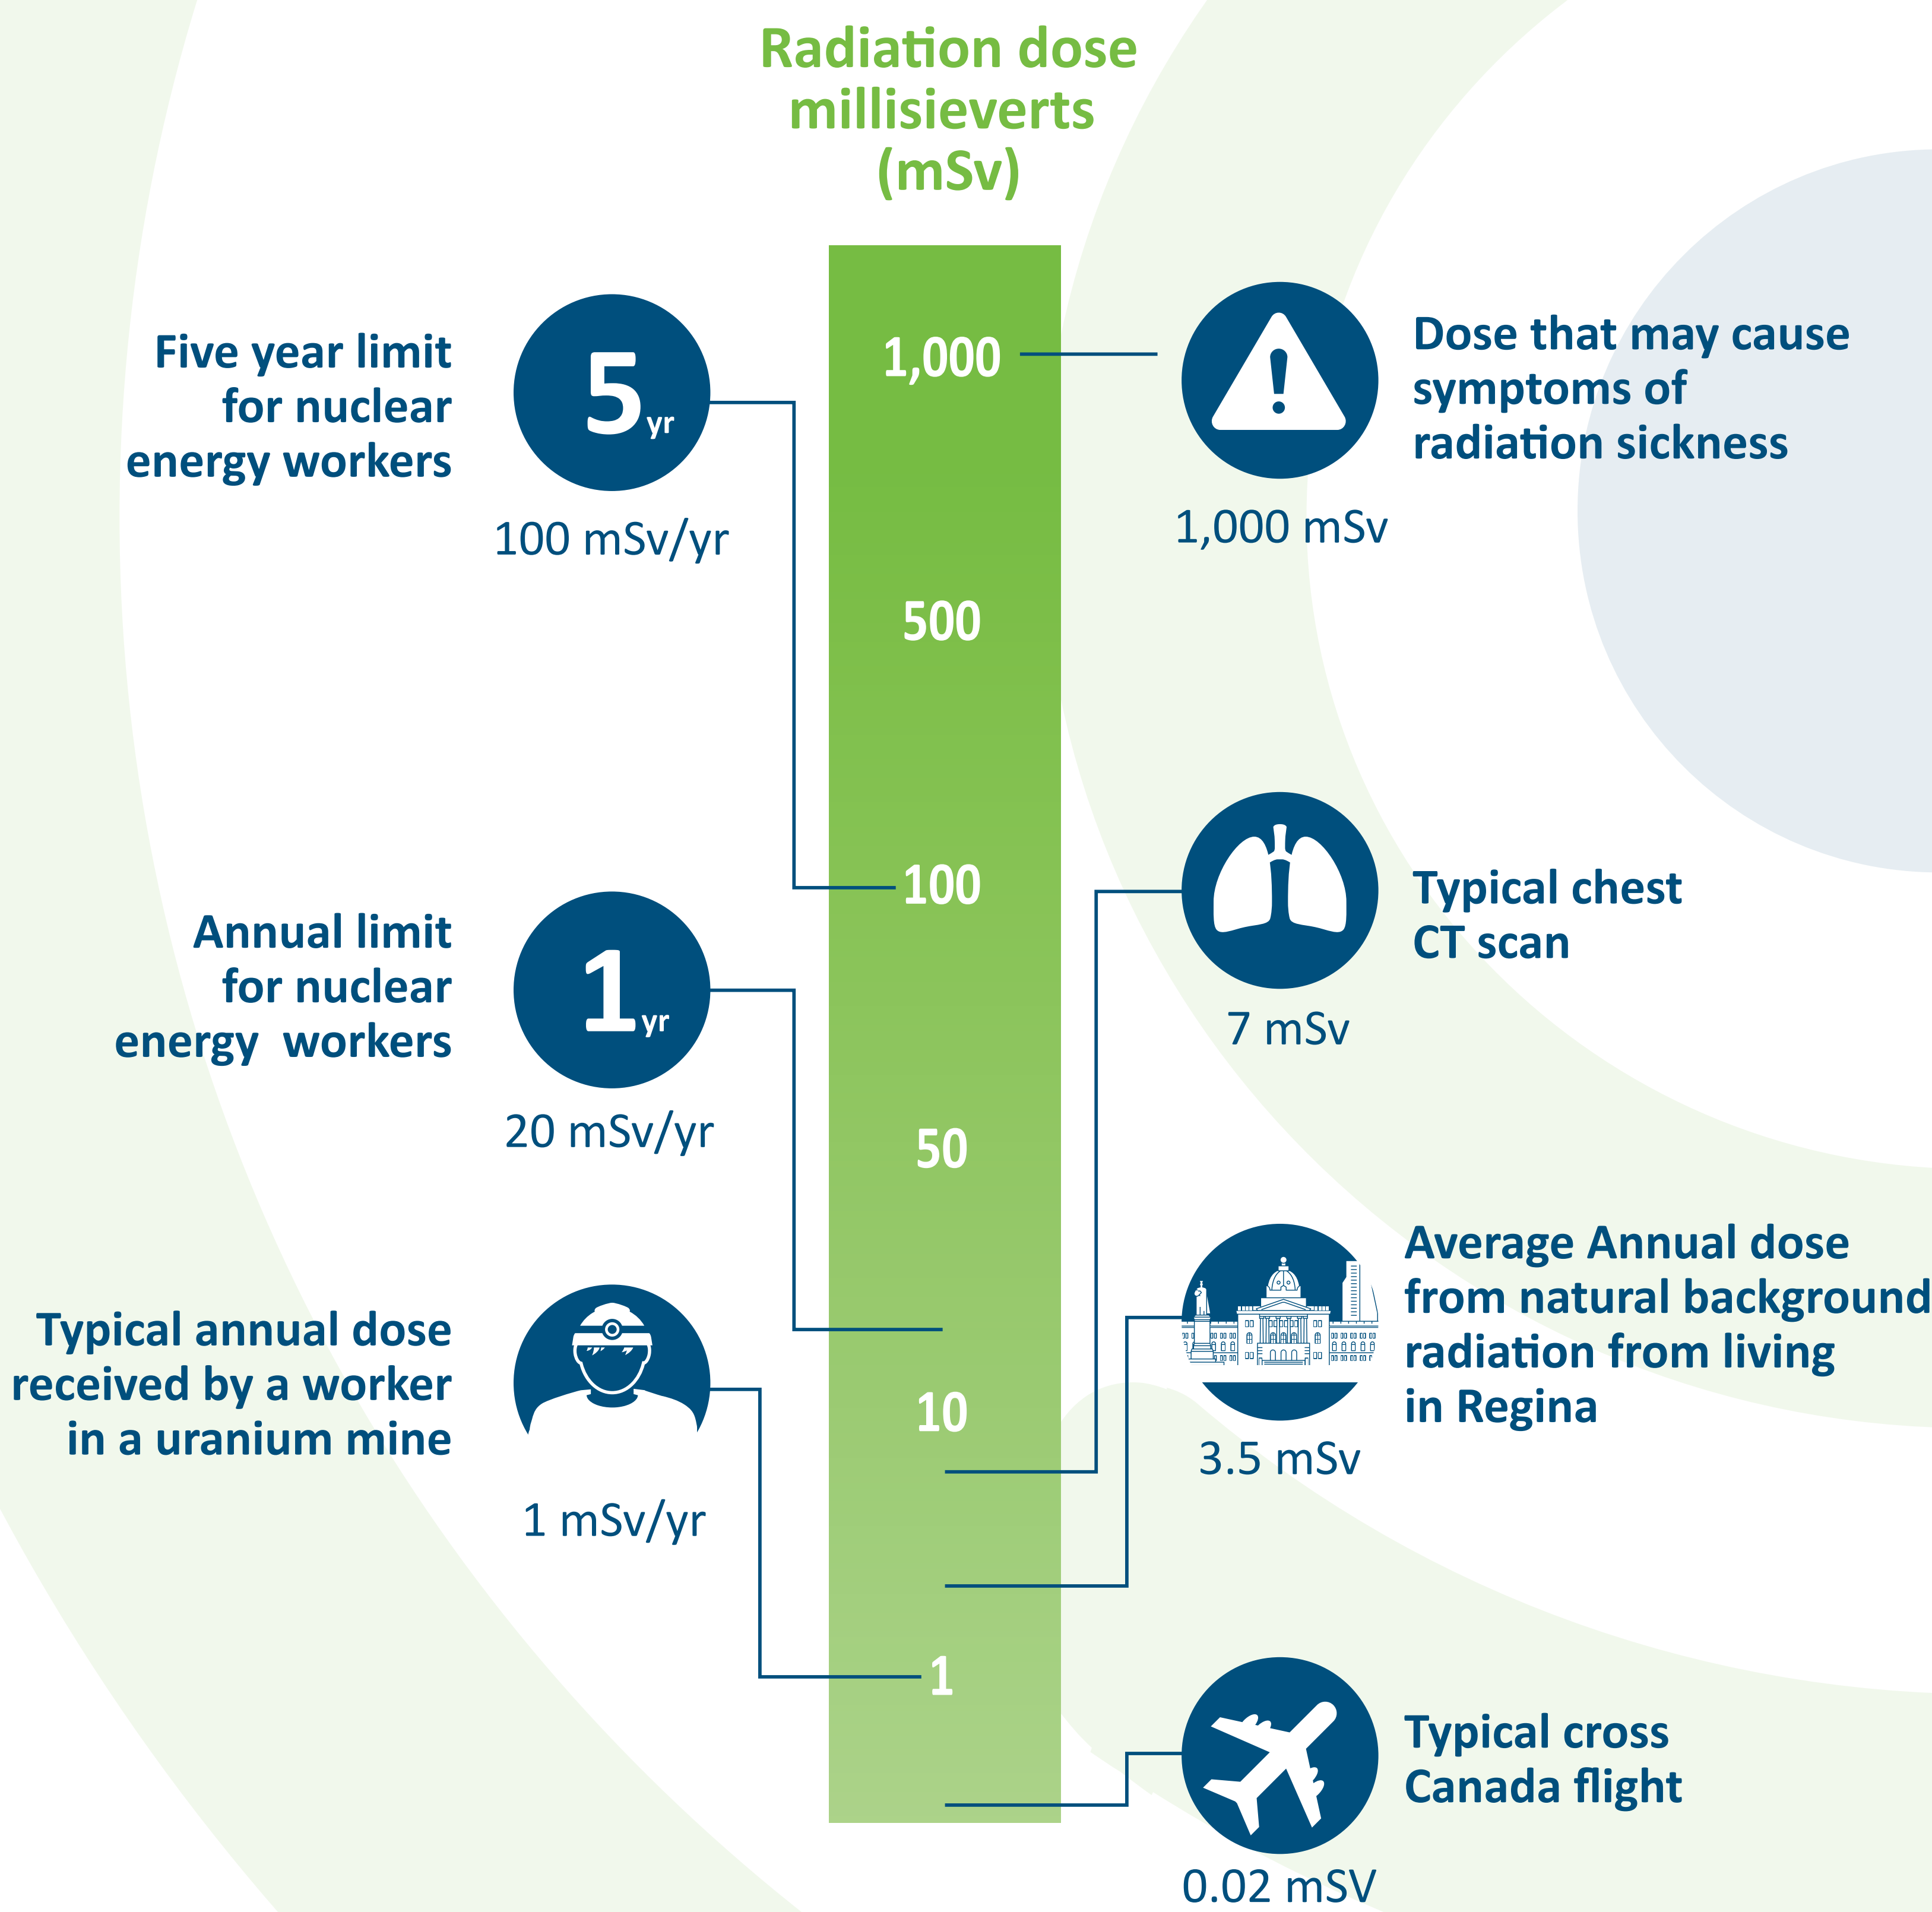 Radiation dose
millisieverts
(mSv)
Five year limit
for nuclear
energy workers
5 yr
100 mSv/yr
1,000
Dose that may cause
symptoms of
radiation sickness
1,000 mSv
500
100
Typical chest
CT scan
7 mSv
Annual limit
for nuclear
energy  workers
1 yr
20 mSv/yr
50
Average Annual dose
from natural background
radiation from living
in Regina
3.5 mSv
Typical annual dose
received by a worker
in a uranium mine
1 mSv/yr
10
1
Typical cross
Canada flight
0.02 mSV